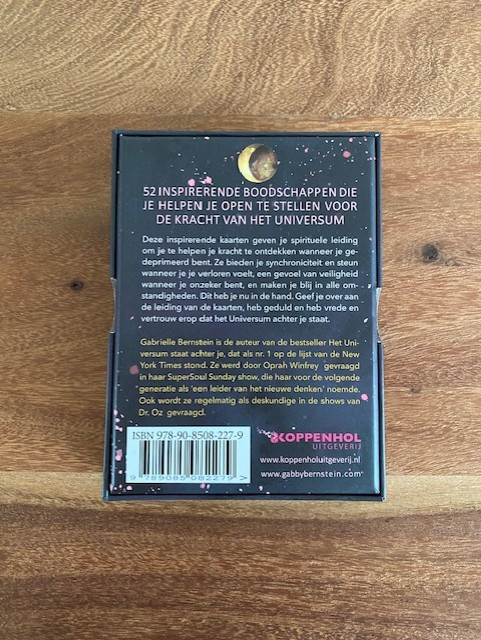 52 INSPIRERENDE BOODSCHAPPEN DIE
JE HELPEN JE OPEN TE STELLEN VOOR
DE KRACHT VAN HET UNIVERSUM
Deze inspirerende kaarten geven je spirituele leiding
om je te helpen je kracht te ontdekken wanneer je ge-
deprimeerd bent. Ze bieden je synchroniciteit en steun
wanneer je je verloren voelt, een gevoel van veiligheid
wanneer je onzeker bent, en maken je blij in alle om-
standigheden. Dit heb je nu in de hand. Geef je over aan
de leiding van de kaarten, heb geduld en heb vrede en
vertrouw erop dat het Universum achter je staat.
Gabrielle Bernstein is de auteur van de bestseller Het Uni-
versum staat achter je, dat als nr. 1 op de lijst van de New
York Times stond. Ze werd door Oprah Winfrey gevraagd
in haar SuperSoul Sunday show, die haar voor de volgende
generatie als 'een leider van het nieuwe denken' noemde.
Ook wordt ze regelmatig als deskundige in de shows van
Dr. Oz gevraagd.
ISBN 978-90-8508-227-9
9 789085 082279 >
KOPPENHOL
UITGEVERIJ
www.koppenholuitgeverij.nl
www.gabbybernstein.com